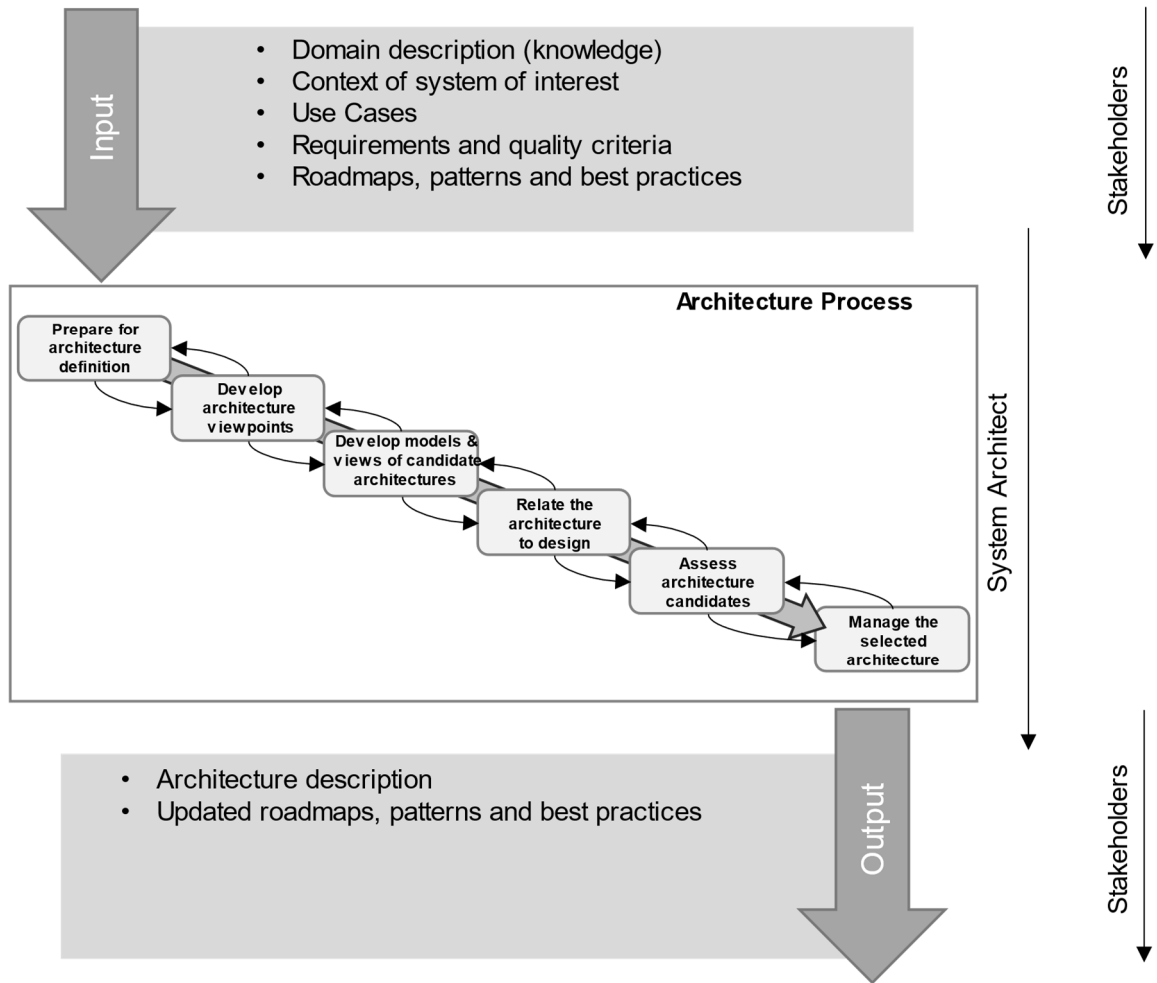 Input
• Domain description (knowledge)
• Context of system of interest
• Use Cases
• Requirements and quality criteria
• Roadmaps, patterns and best practices
Stakeholders
Architecture Process
Prepare for
architecture
definition
Develop
architecture
viewpoints
Develop models &
views of candidate
architectures
Relate the
architecture
to design
Assess
architecture
candidates
Manage the
selected
architecture
System Architect
• Architecture description
• Updated roadmaps, patterns and best practices
Output
Stakeholders